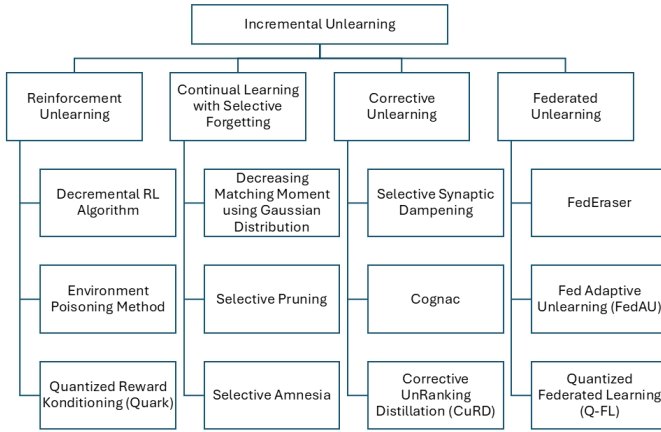 Incremental Unlearning
Reinforcement
Unlearning
Continual Learning
with Selective
Forgetting
Corrective
Unlearning
Federated
Unlearning
Decremental RL
Algorithm
Decreasing
Matching Moment
using Gaussian
Distribution
Selective Synaptic
Dampening
FedEraser
Environment
Poisoning Method
Selective Pruning
Cognac
Fed Adaptive
Unlearning (FedAU)
Quantized Reward
Konditioning (Quark)
Selective Amnesia
Corrective
UnRanking
Distillation (CuRD)
Quantized
Federated Learning
(Q-FL)